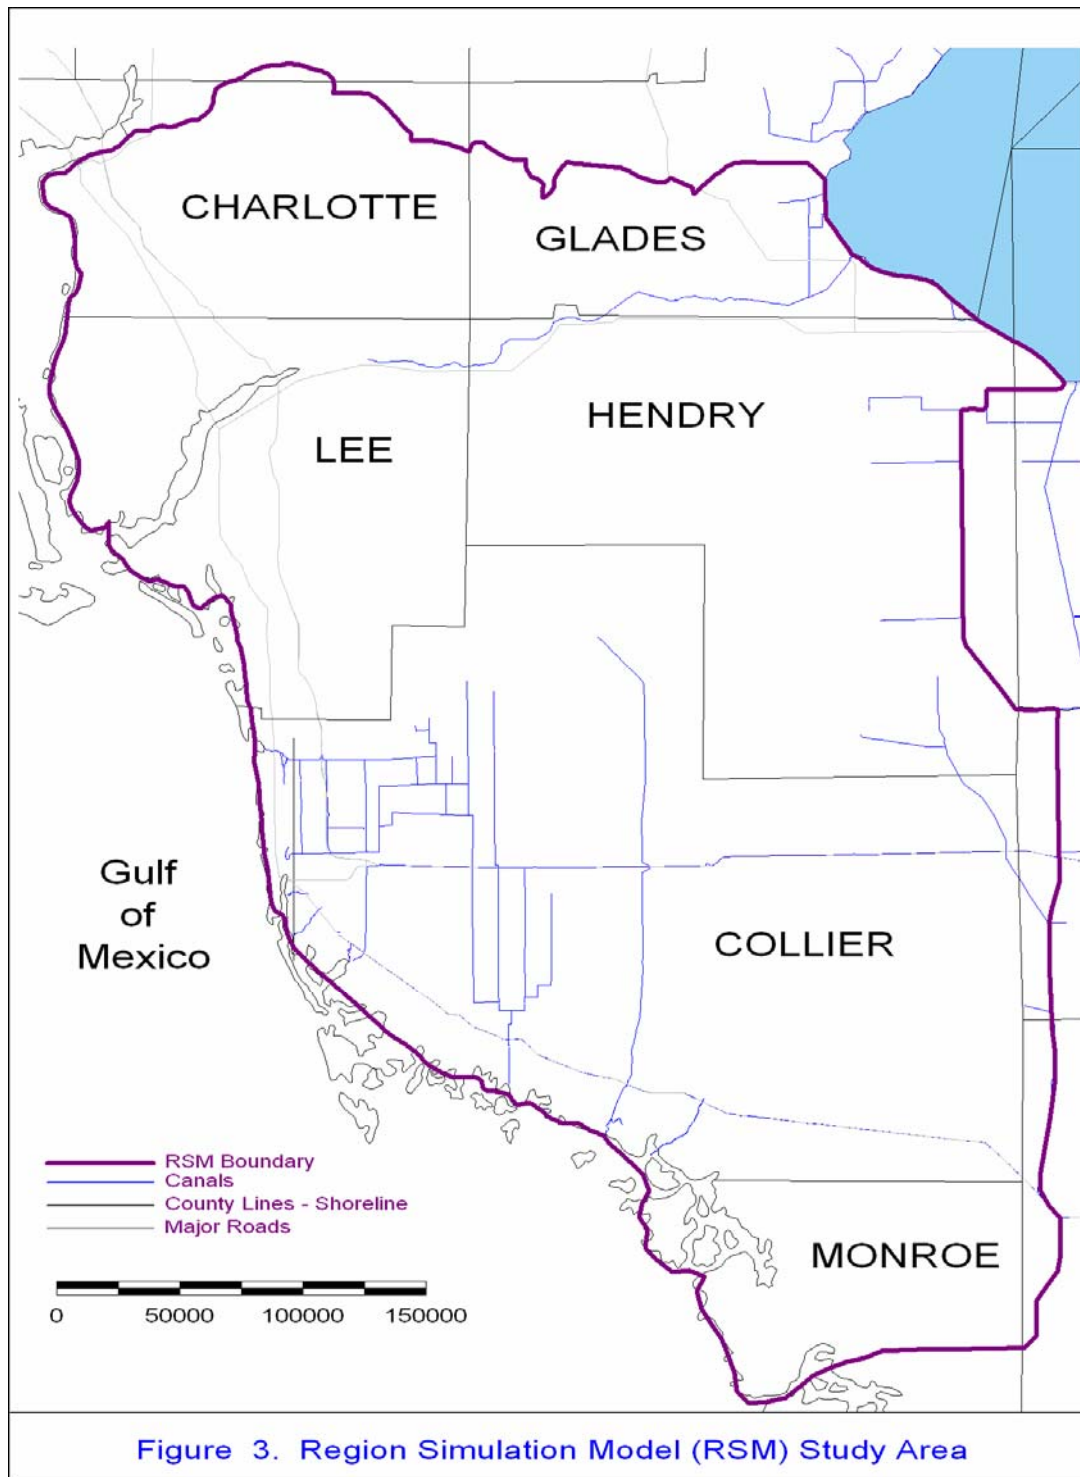 CHARLOTTE
GLADES
HENDRY
LEE
Gulf
of
Mexico
COLLIER
RSM Boundary
Canals
County Lines - Shoreline
Major Roads
MONROE
0 50000 100000 150000
Figure 3. Region Simulation Model (RSM) Study Area